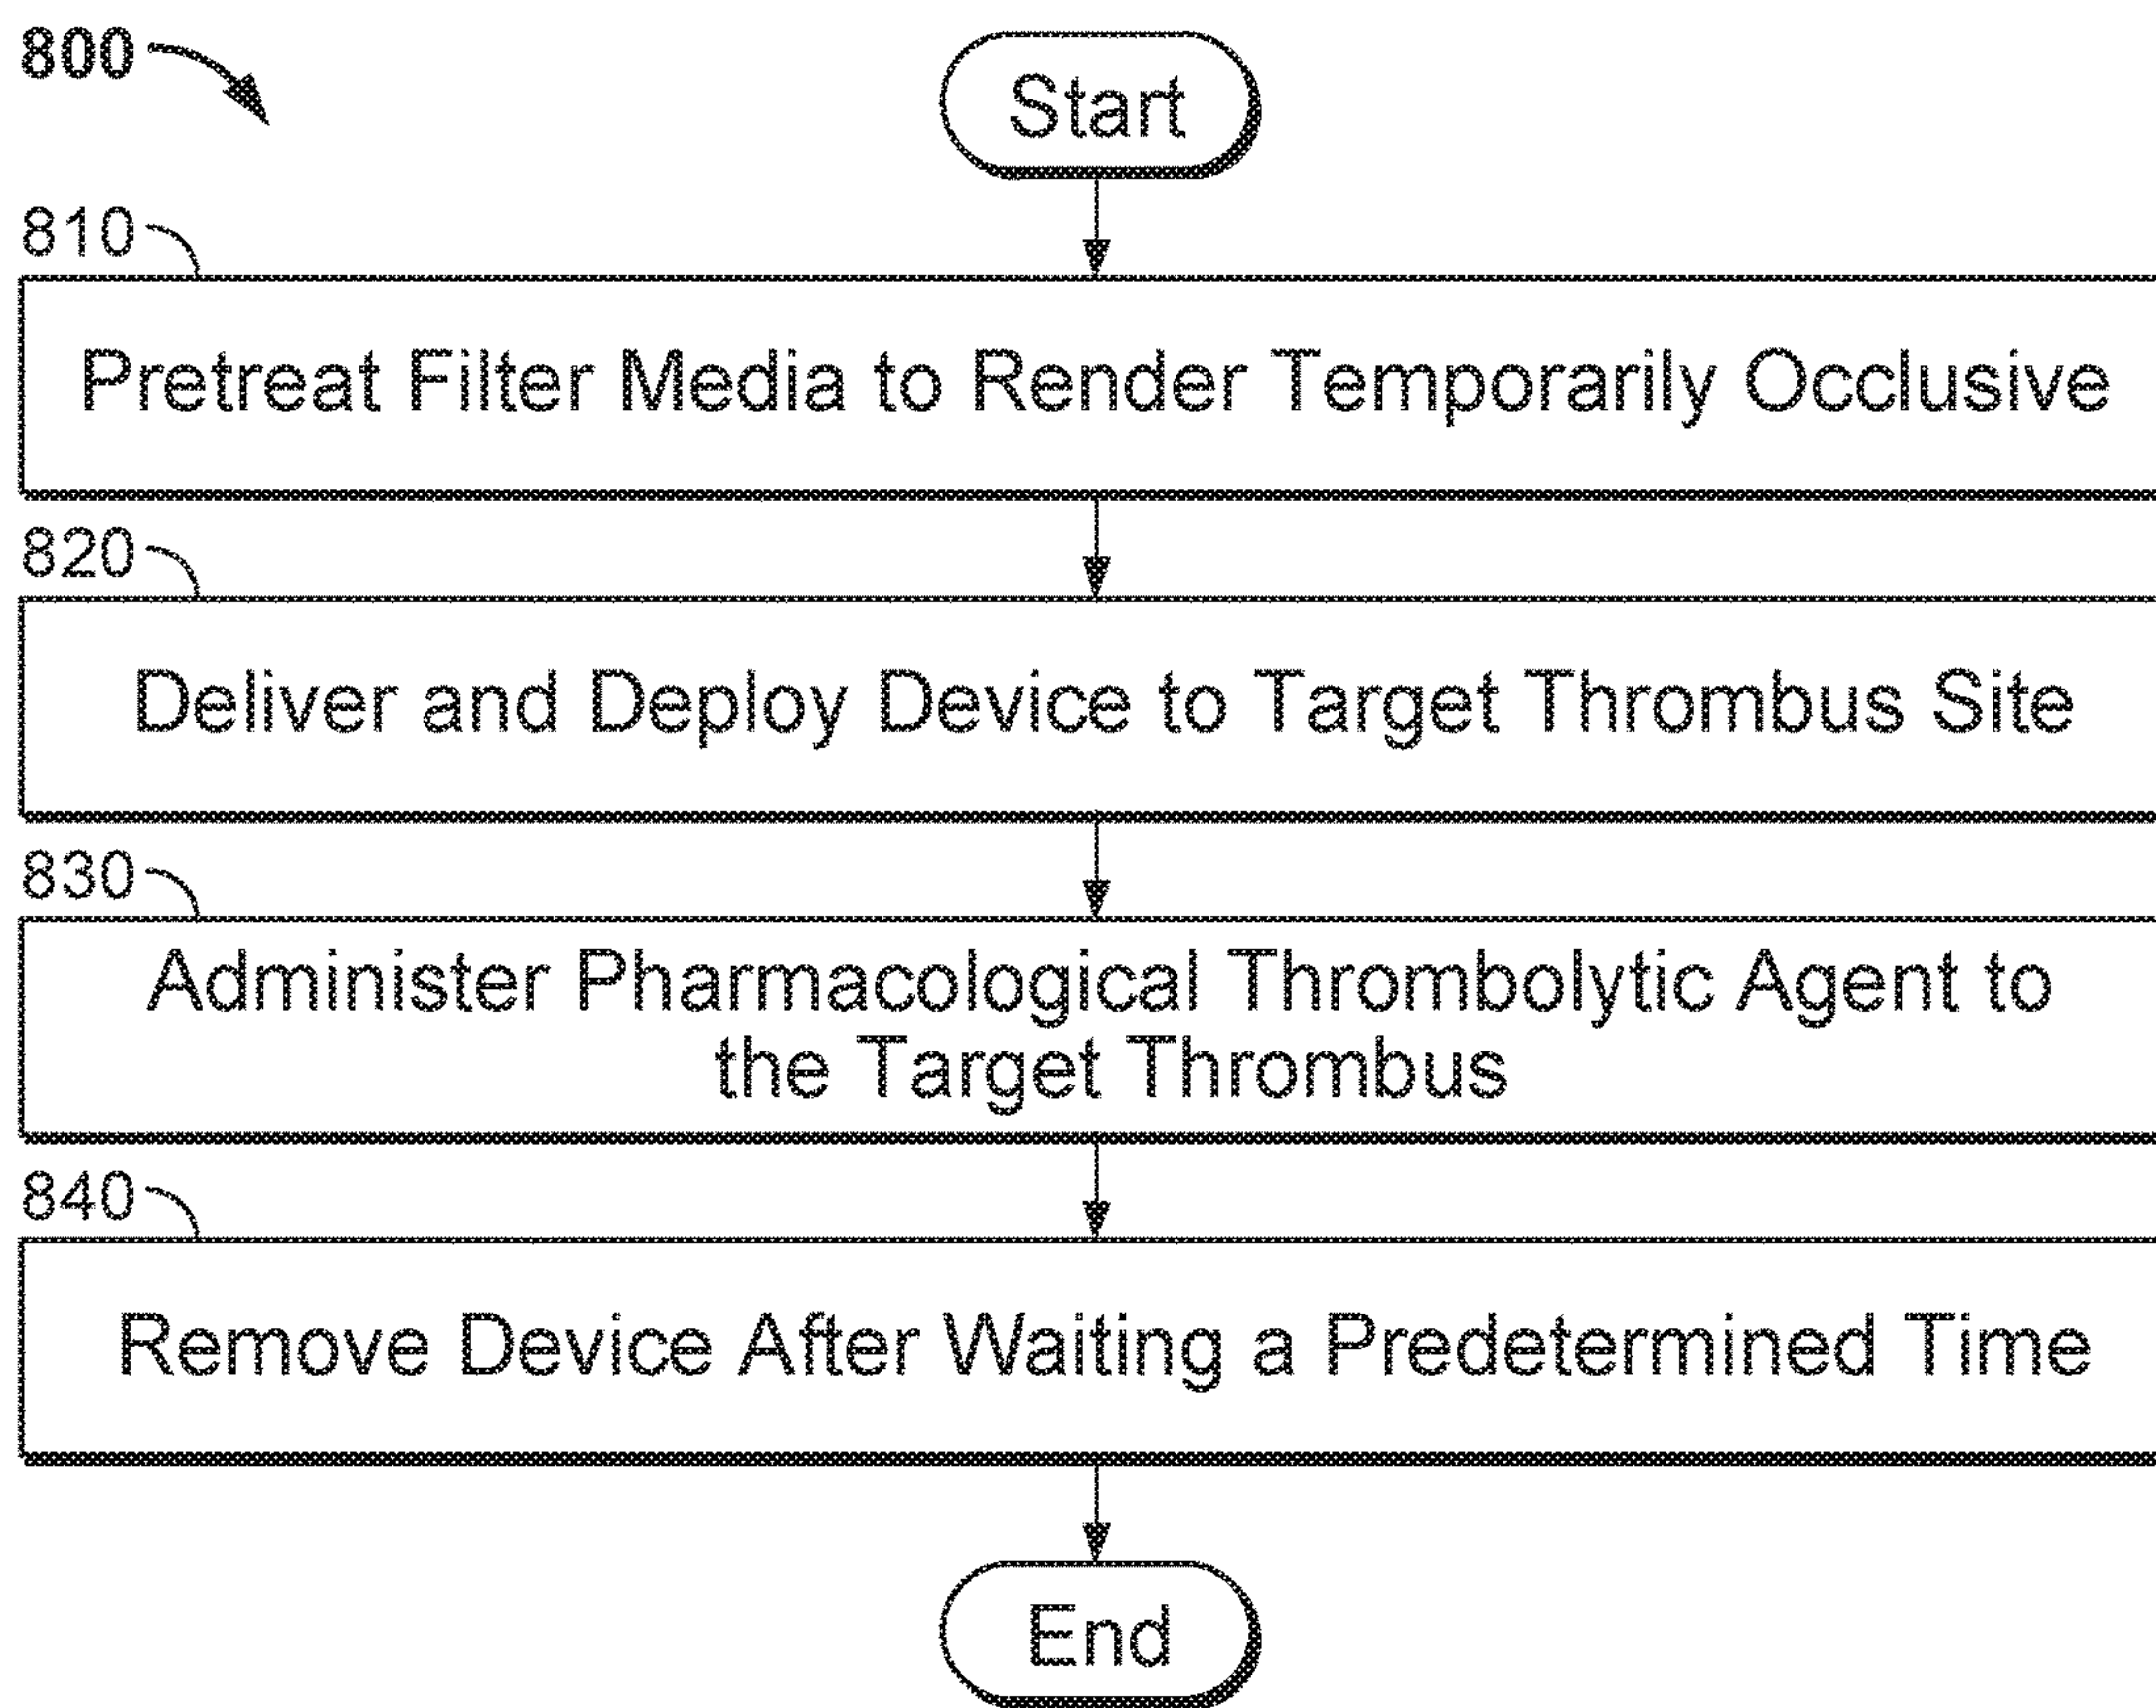 800
Start
810
Pretreat Filter Media to Render Temporarily Occlusive
820
Deliver and Deploy Device to Target Thrombus Site
830
Administer Pharmacological Thrombolytic Agent to
the Target Thrombus
840
Remove Device After Waiting a Predetermined Time
End